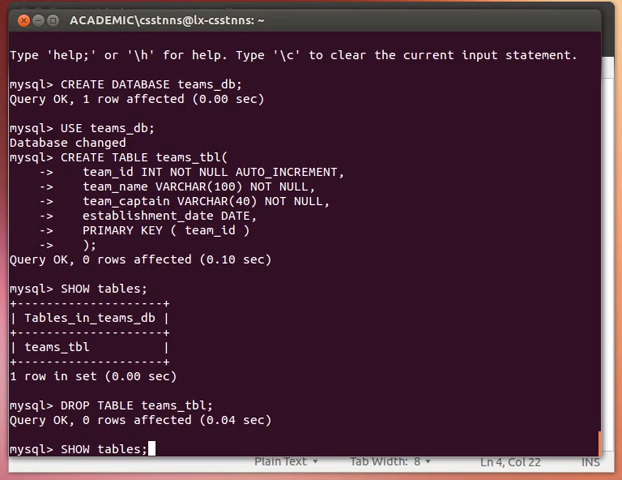 ACADEMIC\csstnns@lx-csstnns: ~
Type 'help;' or '\h' for help. Type '\c' to clear the current input statement.
mysql> CREATE DATABASE teams_db;
Query OK, 1 row affected (0.00 sec)
mysql> USE teams_db;
Database changed
mysql> CREATE TABLE teams_tbl(
    ->    team_id INT NOT NULL AUTO_INCREMENT,
    ->    team_name VARCHAR(100) NOT NULL,
    ->    team_captain VARCHAR(40) NOT NULL,
    ->    establishment_date DATE,
    ->    PRIMARY KEY ( team_id )
    ->    );
Query OK, 0 rows affected (0.10 sec)
mysql> SHOW tables;
+--------------------+
| Tables_in_teams_db |
+--------------------+
| teams_tbl          |
+--------------------+
1 row in set (0.00 sec)
mysql> DROP TABLE teams_tbl;
Query OK, 0 rows affected (0.04 sec)
mysql> SHOW tables;
Plain Text Tab Width: 8 Ln 4, Col 22 INS